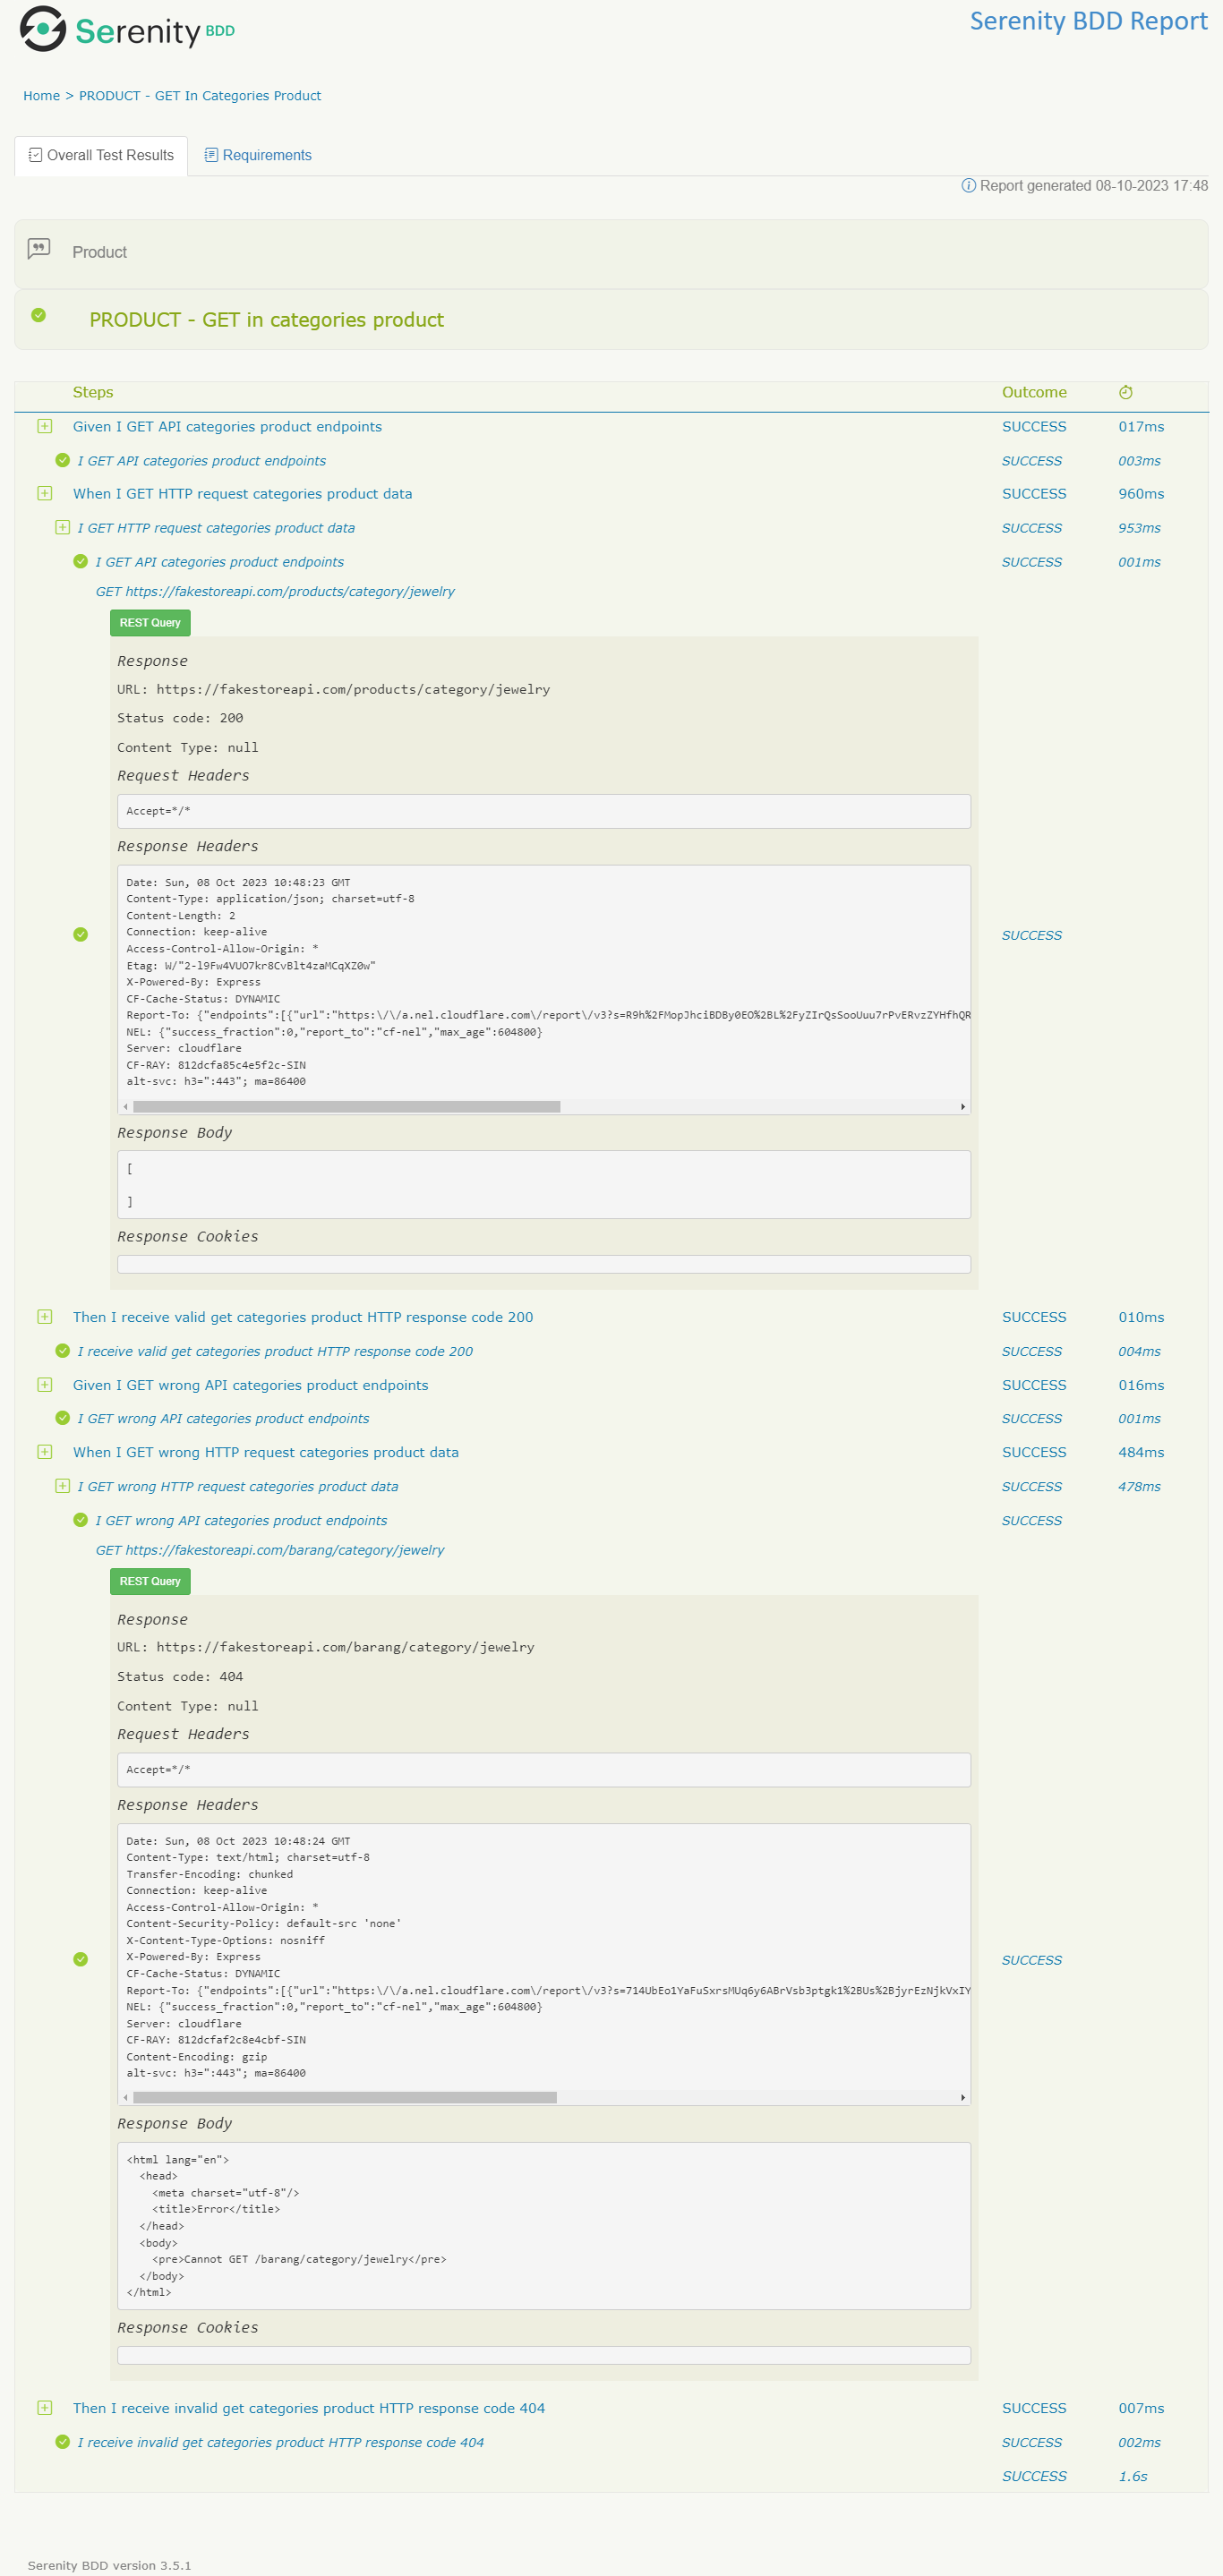 Serenity BDD
Serenity BDD Report
Home > PRODUCT - GET In Categories Product
Overall Test Results Requirements
Report generated 08-10-2023 17:48
Product
PRODUCT - GET in categories product
Steps Outcome
Given I GET API categories product endpoints SUCCESS 017ms
I GET API categories product endpoints SUCCESS 003ms
When I GET HTTP request categories product data SUCCESS 960ms
I GET HTTP request categories product data SUCCESS 953ms
I GET API categories product endpoints SUCCESS 001ms
GET https://fakestoreapi.com/products/category/jewelry
REST Query
Response
URL: https://fakestoreapi.com/products/category/jewelry
Status code: 200
Content Type: null
Request Headers
Accept=*/*
Response Headers
Date: Sun, 08 Oct 2023 10:48:23 GMT
Content-Type: application/json; charset=utf-8
Content-Length: 2
Connection: keep-alive
SUCCESS
Access-Control-Allow-Origin: *
Etag: W/"2-l9Fw4VUO7kr8CvBlt4zaMCqXZ0w"
X-Powered-By: Express
CF-Cache-Status: DYNAMIC
Report-To: {"endpoints":[{"url":"https:\/\/a.nel.cloudflare.com\/report\/v3?s=R9h%2FMopJhciBDBy0EO%2BL%2FyZIrQsSooUuu7rPvERvzZYHfhQR
NEL: {"success_fraction":0,"report_to":"cf-nel","max_age":604800}
Server: cloudflare
CF-RAY: 812dcfa85c4e5f2c-SIN
alt-svc: h3=":443"; ma=86400
Response Body
[
]
Response Cookies
Then I receive valid get categories product HTTP response code 200 SUCCESS 010ms
I receive valid get categories product HTTP response code 200 SUCCESS 004ms
Given I GET wrong API categories product endpoints SUCCESS 016ms
I GET wrong API categories product endpoints SUCCESS 001ms
When I GET wrong HTTP request categories product data SUCCESS 484ms
I GET wrong HTTP request categories product data SUCCESS 478ms
I GET wrong API categories product endpoints SUCCESS
GET https://fakestoreapi.com/barang/category/jewelry
REST Query
Response
URL: https://fakestoreapi.com/barang/category/jewelry
Status code: 404
Content Type: null
Request Headers
Accept=*/*
Response Headers
Date: Sun, 08 Oct 2023 10:48:24 GMT
Content-Type: text/html; charset=utf-8
Transfer-Encoding: chunked
Connection: keep-alive
Access-Control-Allow-Origin: *
Content-Security-Policy: default-src 'none'
X-Content-Type-Options: nosniff
X-Powered-By: Express
SUCCESS
CF-Cache-Status: DYNAMIC
Report-To: {"endpoints":[{"url":"https:\/\/a.nel.cloudflare.com\/report\/v3?s=714UbEo1YaFuSxrsMUq6y6ABrVsb3ptgk1%2BUs%2BjyrEzNjkVxIY
NEL: {"success_fraction":0,"report_to":"cf-nel","max_age":604800}
Server: cloudflare
CF-RAY: 812dcfaf2c8e4cbf-SIN
Content-Encoding: gzip
alt-svc: h3=":443"; ma=86400
Response Body
<html lang="en">
<head>
<meta charset="utf-8"/>
<title>Error</title>
</head>
<body>
<pre>Cannot GET /barang/category/jewelry</pre>
</body>
</html>
Response Cookies
Then I receive invalid get categories product HTTP response code 404 SUCCESS 007ms
I receive invalid get categories product HTTP response code 404 SUCCESS 002ms
SUCCESS 1.6s
Serenity BDD version 3.5.1